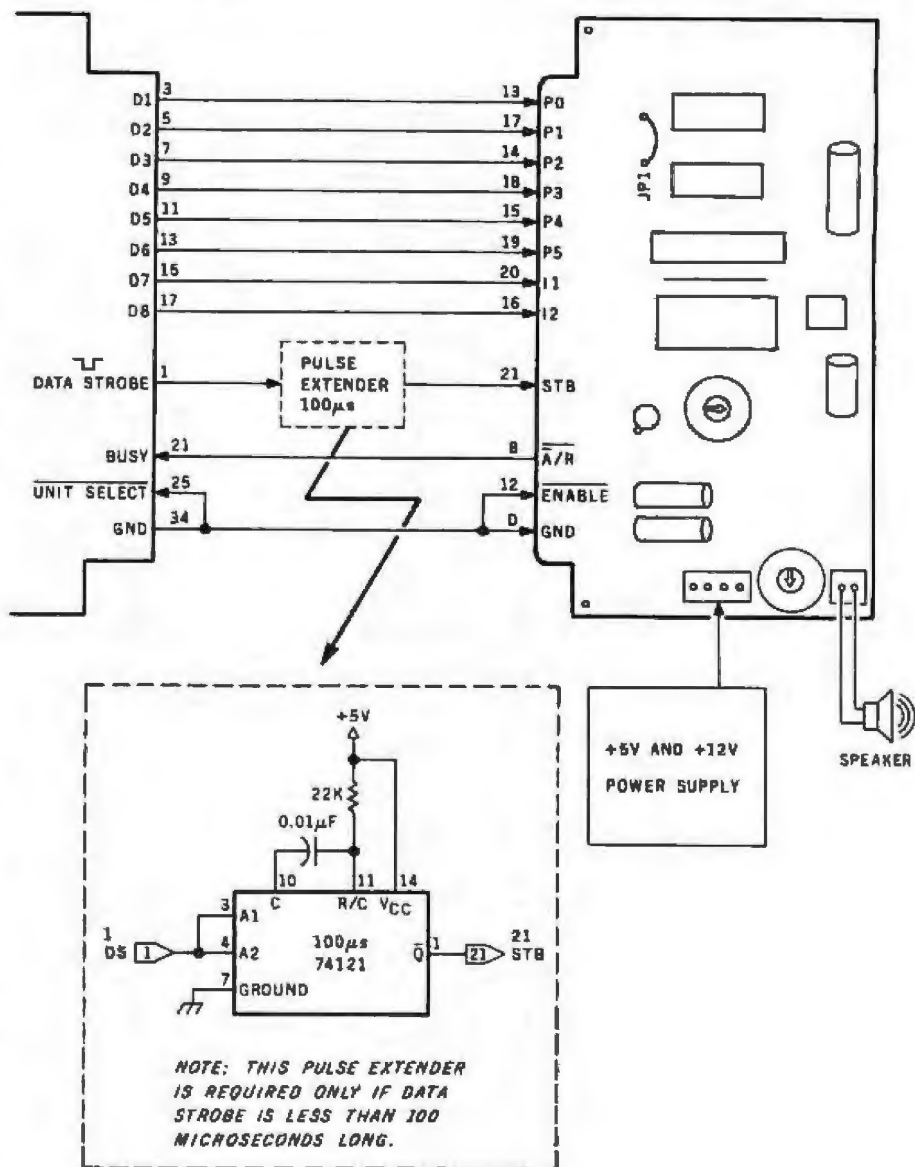 D1 3 13 P0
D2 5 17 P1
D3 7 14 P2
D4 9 18 P3
D5 11 15 P4
D6 13 19 P5
D7 15 20 I1
D8 17 16 I2
JP1
DATA STROBE 1
PULSE
EXTENDER
100μs
21 STB
BUSY 21 8 A/R
UNIT SELECT 25 12 ENABLE
GND 34 D GND
+5V AND +12V
POWER SUPPLY
SPEAKER
+5V
22K
0.01μF
10 11 14
C R/C VCC
3 A1
4 A2
7 GROUND
100μs
74121
Q 1
1
DS 1
21 21
STB
NOTE: THIS PULSE EXTENDER
IS REQUIRED ONLY IF DATA
STROBE IS LESS THAN 100
MICROSECONDS LONG.